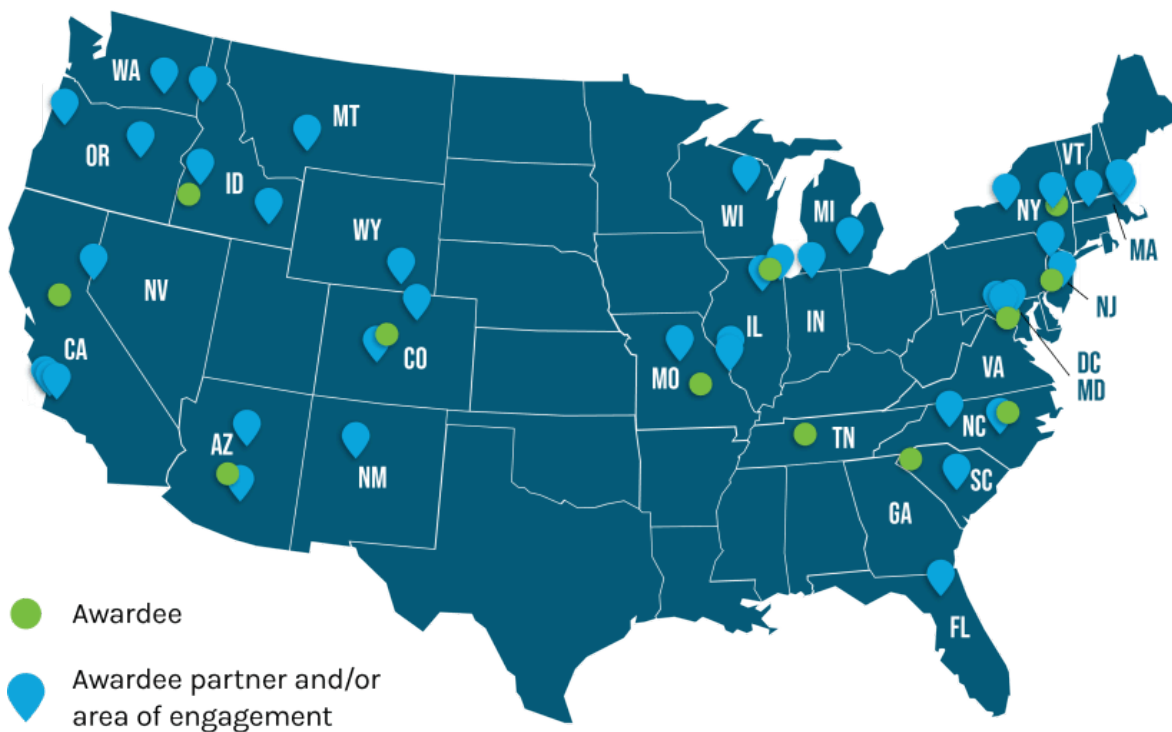 WA
MT
VT
OR
ID
WI
MI
NY
WY
MA
NV
IL
IN
NJ
CA
CO
MO
VA
DC
MD
AZ
NM
TN
NC
SC
GA
FL
Awardee
Awardee partner and/or
area of engagement